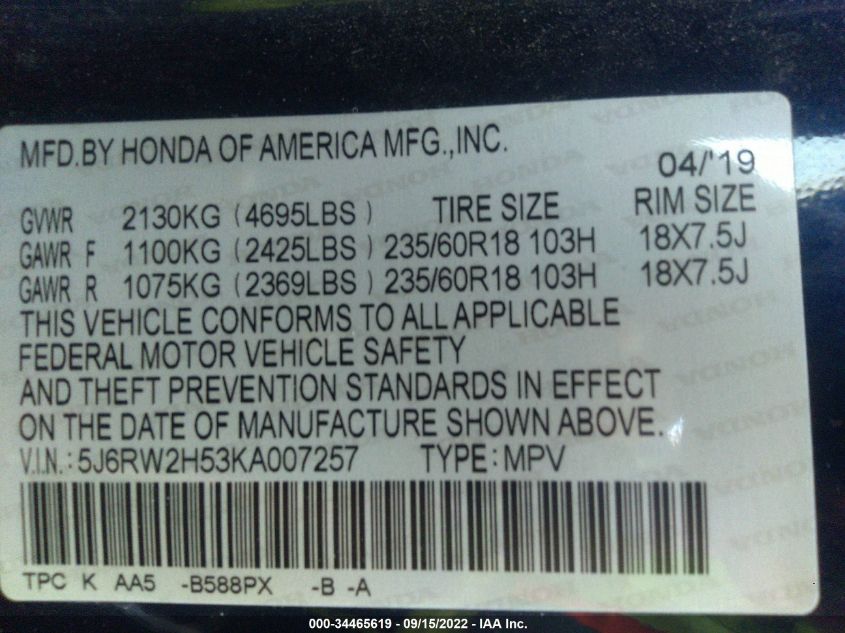 MFD.BY HONDA OF AMERICA MFG.,INC.
04/'19
GVWR 2130KG (4695LBS) TIRE SIZE RIM SIZE
GAWR F 1100KG (2425LBS) 235/60R18 103H 18X7.5J
GAWR R 1075KG (2369LBS) 235/60R18 103H 18X7.5J
THIS VEHICLE CONFORMS TO ALL APPLICABLE
FEDERAL MOTOR VEHICLE SAFETY
AND THEFT PREVENTION STANDARDS IN EFFECT
ON THE DATE OF MANUFACTURE SHOWN ABOVE.
V.I.N.: 5J6RW2H53KA007257 TYPE: MPV
TPC K AA5 -B588PX -B -A
000-34465619 - 09/15/2022 - IAA Inc.